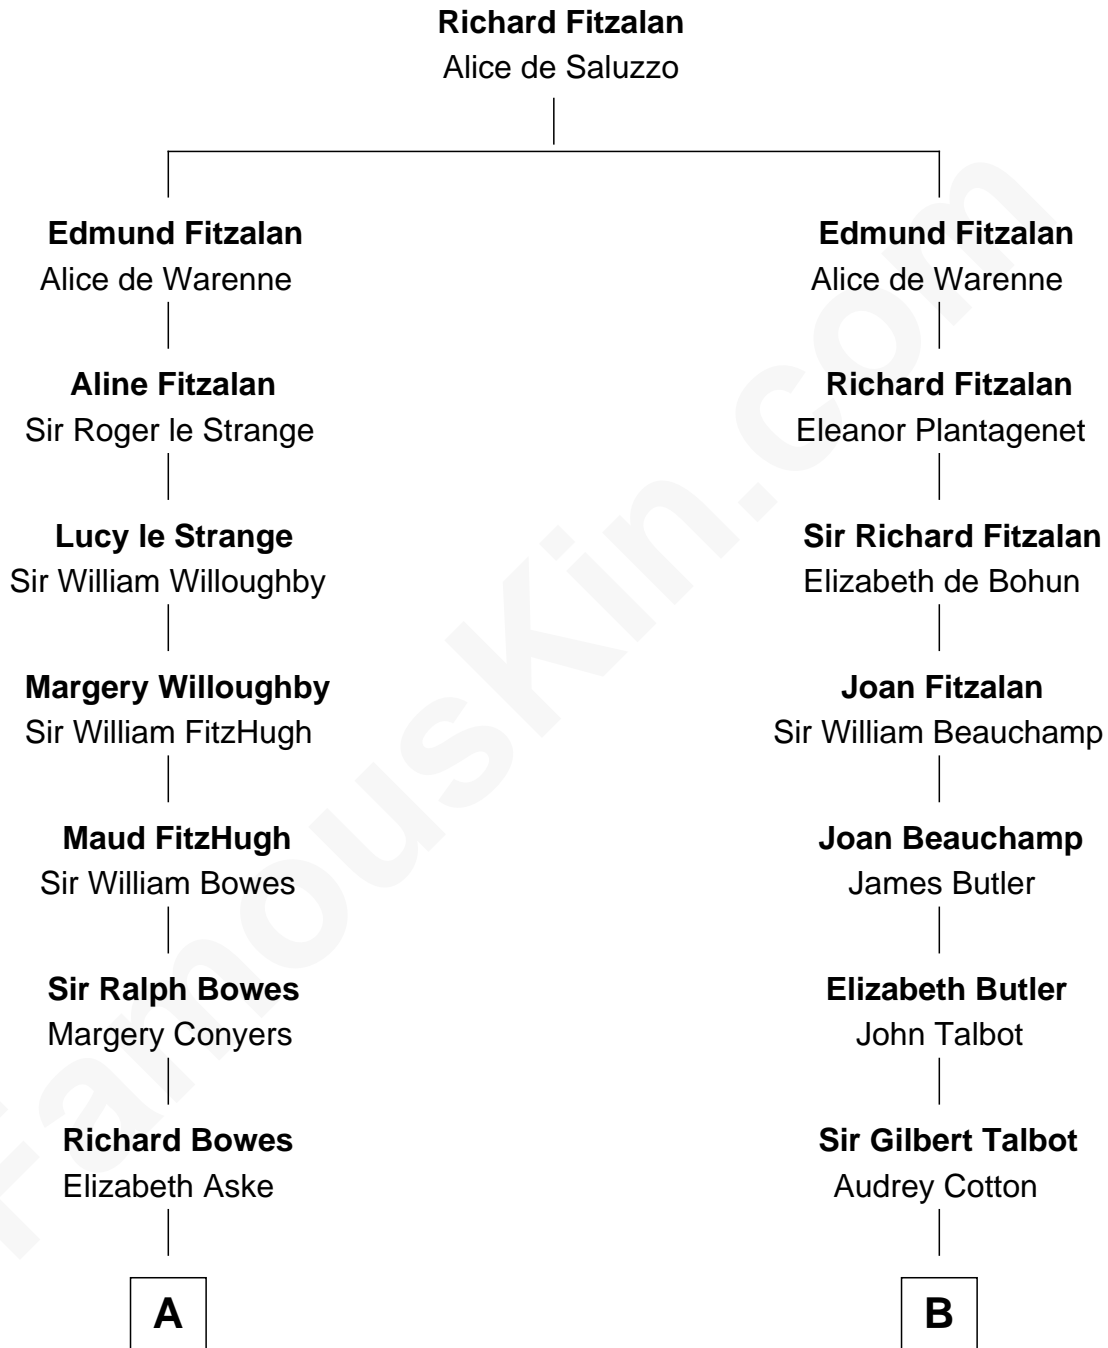 Richard Fitzalan
Alice de Saluzzo
Edmund Fitzalan
Alice de Warenne
Edmund Fitzalan
Alice de Warenne
Aline Fitzalan
Sir Roger le Strange
Richard Fitzalan
Eleanor Plantagenet
Lucy le Strange
Sir William Willoughby
Sir Richard Fitzalan
Elizabeth de Bohun
Margery Willoughby
Sir William FitzHugh
Joan Fitzalan
Sir William Beauchamp
Maud FitzHugh
Sir William Bowes
Joan Beauchamp
James Butler
Sir Ralph Bowes
Margery Conyers
Elizabeth Butler
John Talbot
Richard Bowes
Elizabeth Aske
Sir Gilbert Talbot
Audrey Cotton
A
B
FamousKin.com